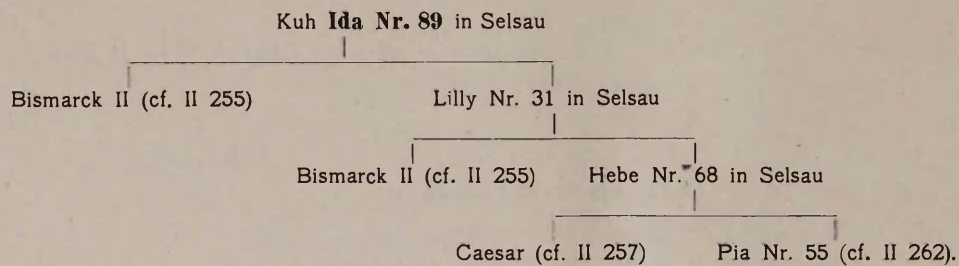 Kuh Ida Nr. 89 in Selsau
Bismarck II (cf. II 255) Lilly Nr. 31 in Selsau
Bismarck II (cf. II 255) Hebe Nr. 68 in Selsau
Caesar (cf. II 257) Pia Nr. 55 (cf. II 262).